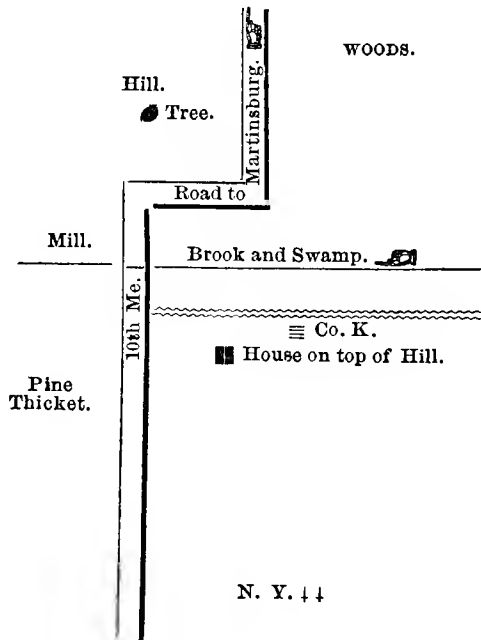 WOODS.
Hill.
Tree.
Martinsburg.
Road to
Mill.
Brook and Swamp.
10th Me.
Co. K.
House on top of Hill.
Pine
Thicket.
N. Y.